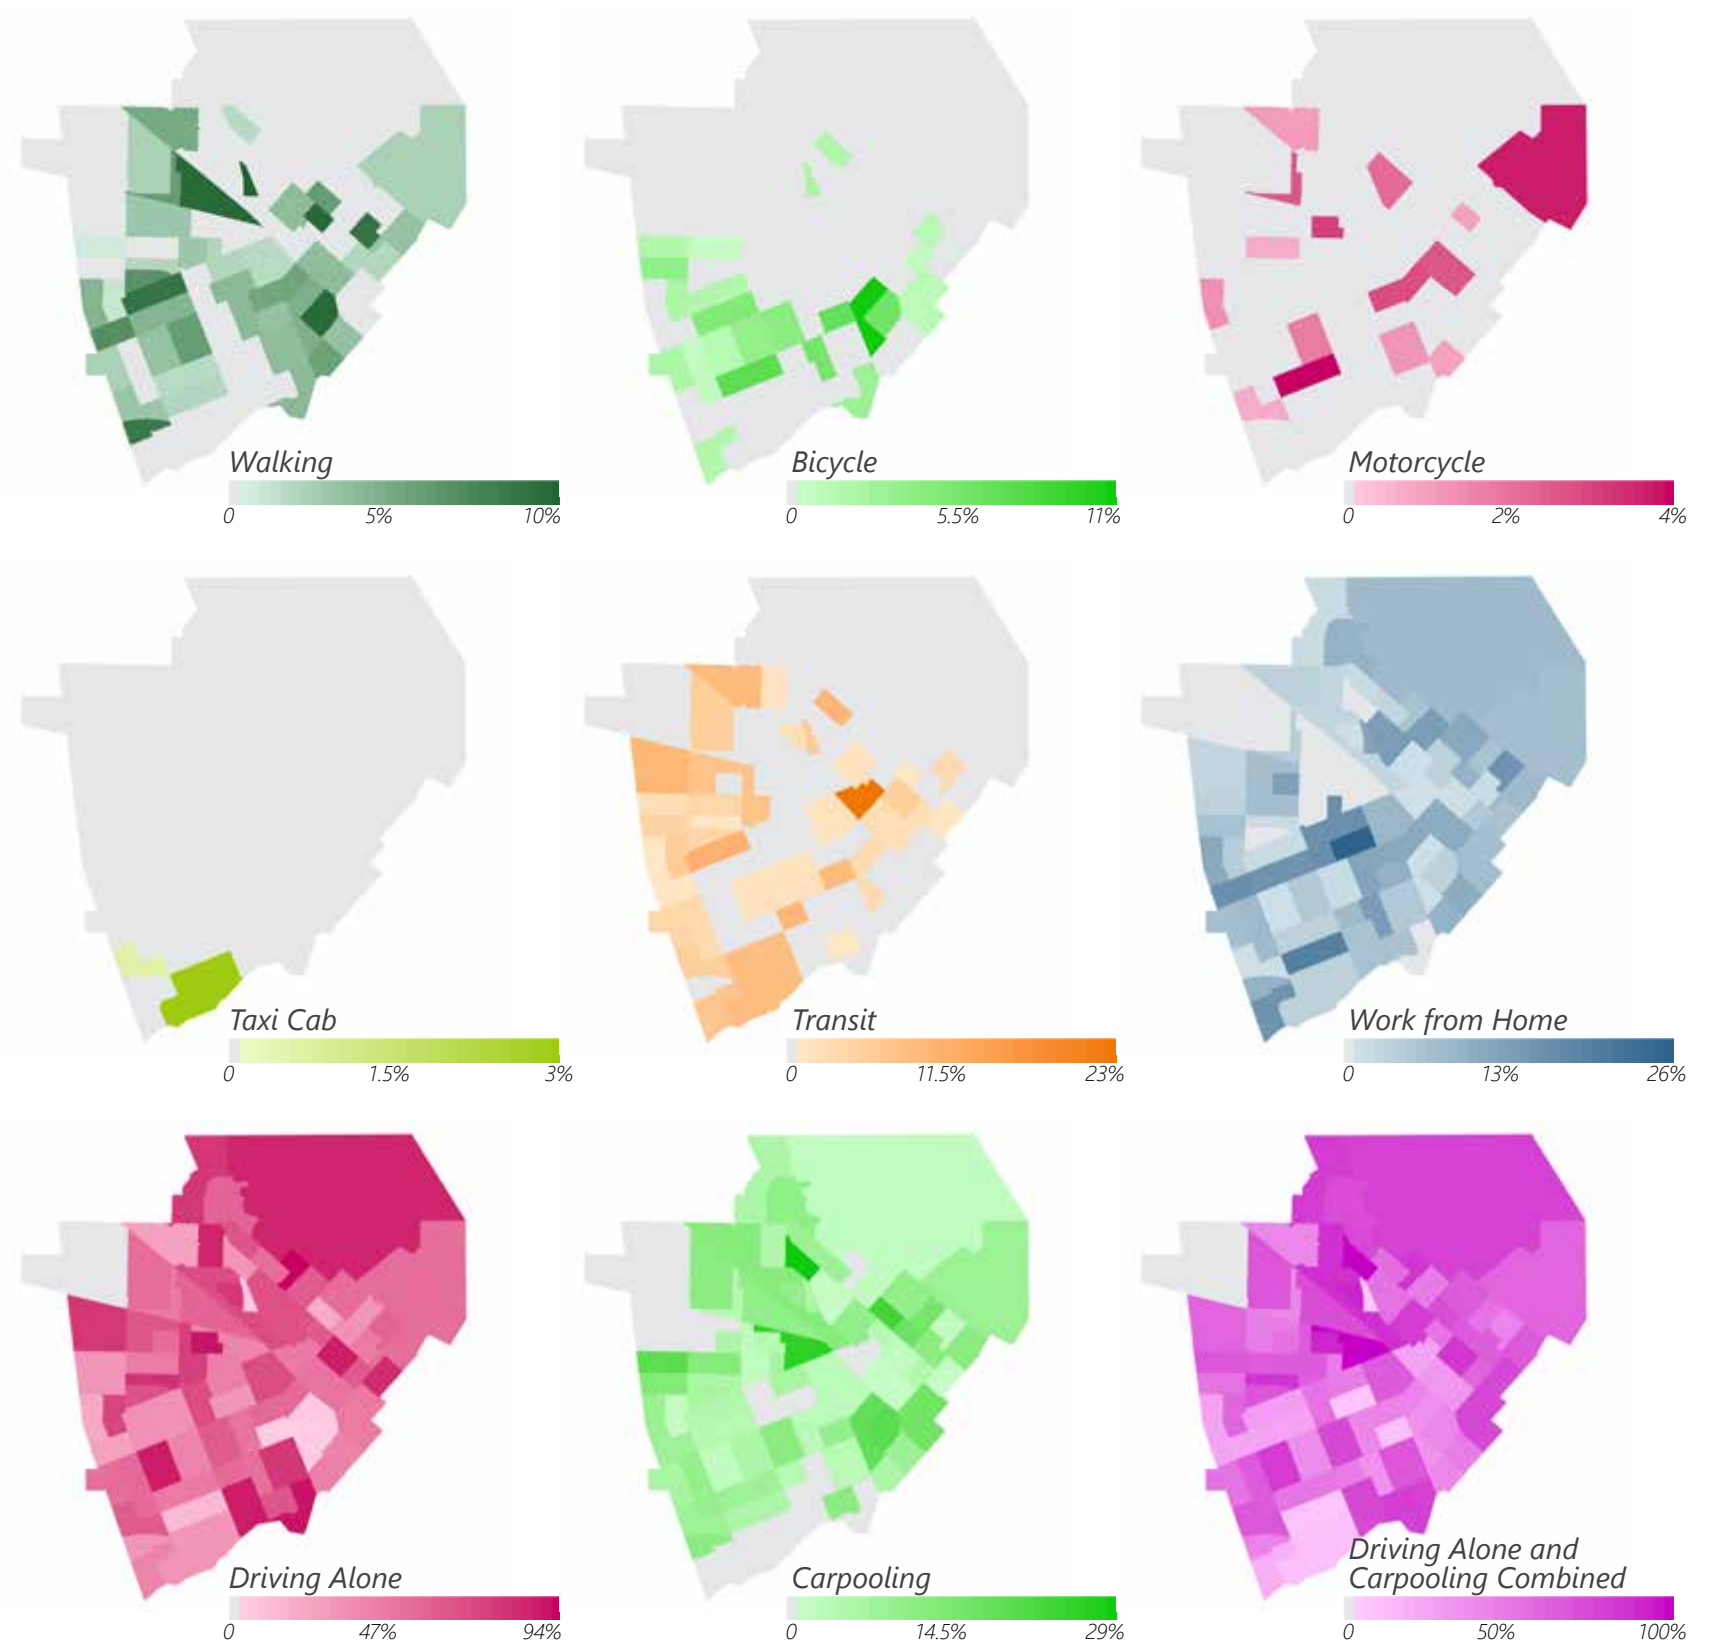 Walking
0 5% 10%
Bicycle
0 5.5% 11%
Motorcycle
0 2% 4%
Taxi Cab
0 1.5% 3%
Transit
0 11.5% 23%
Work from Home
0 13% 26%
Driving Alone
0 47% 94%
Carpooling
0 14.5% 29%
Driving Alone and
Carpooling Combined
0 50% 100%